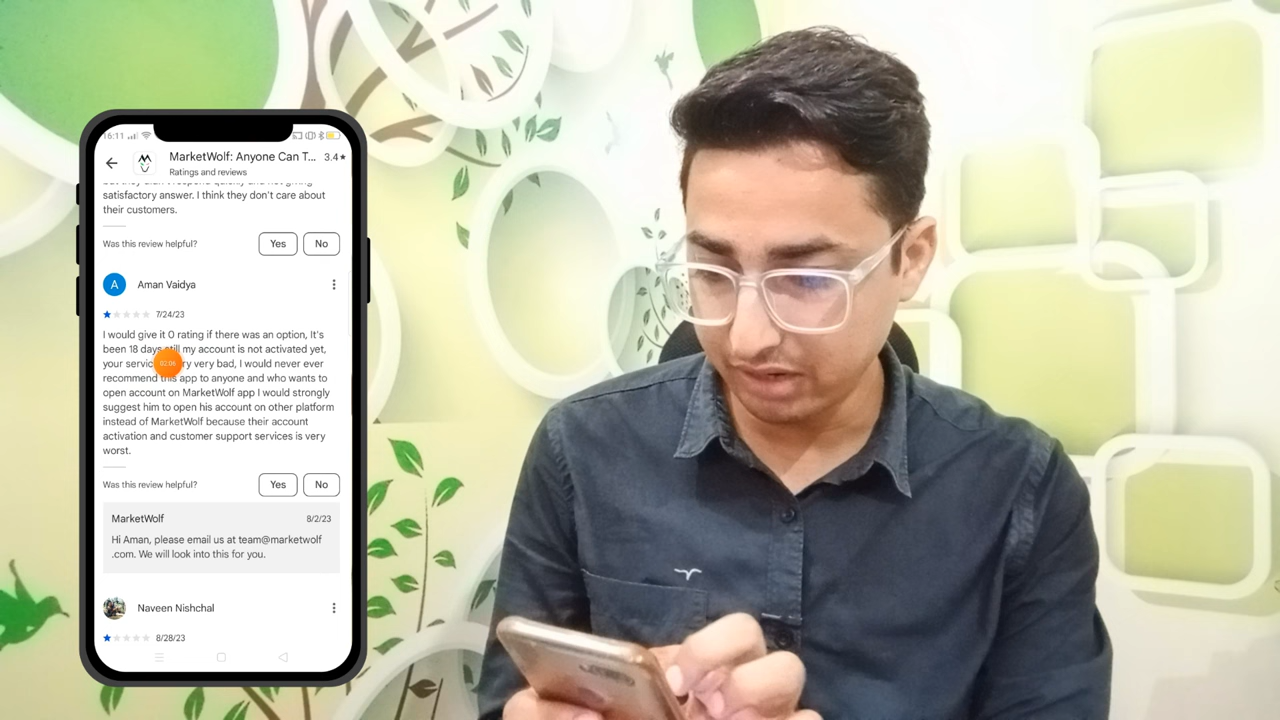 16:11
MarketWolf: Anyone Can T... 3.4★
Ratings and reviews
satisfactory answer. I think they don't care about
their customers.
Was this review helpful? Yes No
A Aman Vaidya
7/24/23
I would give it 0 rating if there was an option, It's
been 18 days still my account is not activated yet,
your very bad, I would never ever
recommend this app to anyone and who wants to
open account on MarketWolf app I would strongly
suggest him to open his account on other platform
instead of MarketWolf because their account
activation and customer support services is very
worst.
02:06
Was this review helpful? Yes No
MarketWolf 8/2/23
Hi Aman, please email us at team@marketwolf
.com. We will look into this for you.
Naveen Nishchal
8/28/23